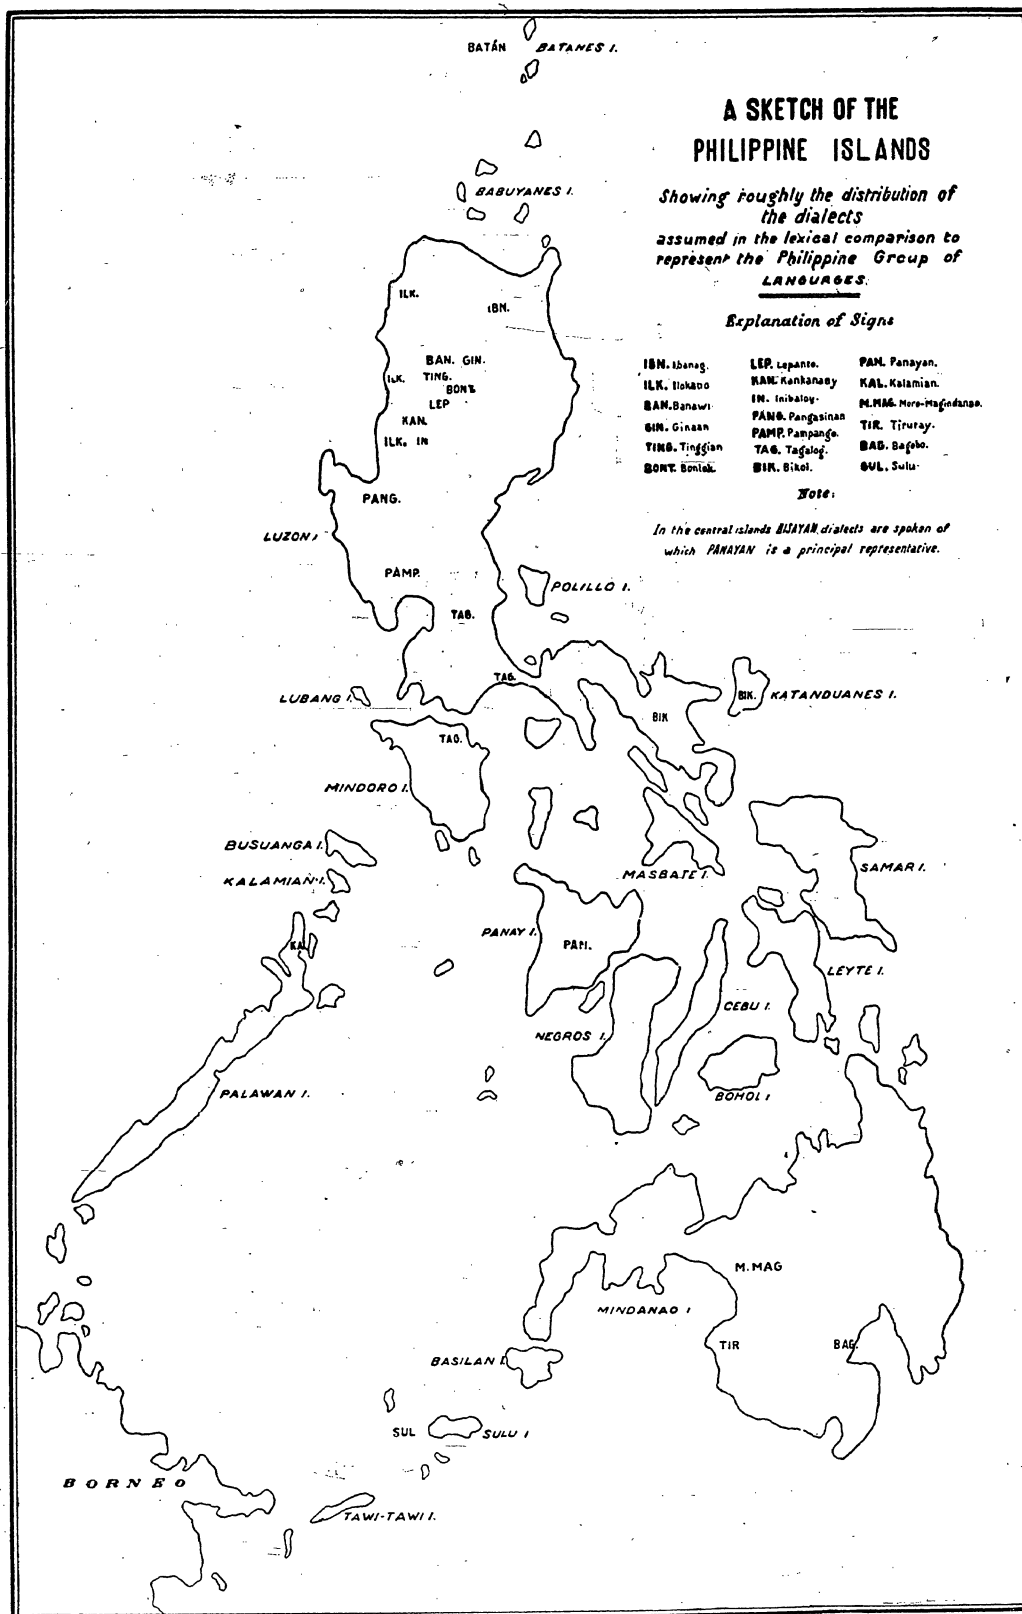 BATÁN BATANES I.
A SKETCH OF THE
PHILIPPINE ISLANDS
Showing roughly the distribution of
the dialects
assumed in the lexical comparison to
represent the Philippine Group of
LANGUAGES.
Explanation of Signs
IBN. Ibanag. LEP. Lepanto. PAN. Panayan.
ILK. Ilokano KAN. Kankanay KAL. Kalamian.
BAN. Banawi IN. Inibaloy. M.MAG. Moro-Magindanao.
GIN. Ginaan PANG. Pangasinan TIR. Tiruray.
TING. Tinggian PAMP. Pampango. BAG. Bagobo.
BONT. Bontok. TAG. Tagalog. SUL. Sulu.
BIK. Bikol.
Note:
In the central islands BISAYAN dialects are spoken of
which PANAYAN is a principal representative.
BABUYANES I.
ILK.
IBN.
BAN. GIN.
ILK. TING.
BONT.
LEP
KAN.
ILK. IN
PANG.
LUZON I
PAMP.
POLILLO I.
TAG.
TAG.
LUBANG I.
BIK. KATANDUANES I.
BIK
TAG.
MINDORO I.
BUSUANGA I.
KALAMIAN I.
MASBATE I.
SAMAR I.
PANAY I.
PAN.
KAL
LEYTE I.
CEBU I.
NEGROS I.
PALAWAN I.
BOHOL I
M.MAG
MINDANAO I
TIR
BAG.
BASILAN I
SUL SULU I
BORNEO
TAWI-TAWI I.